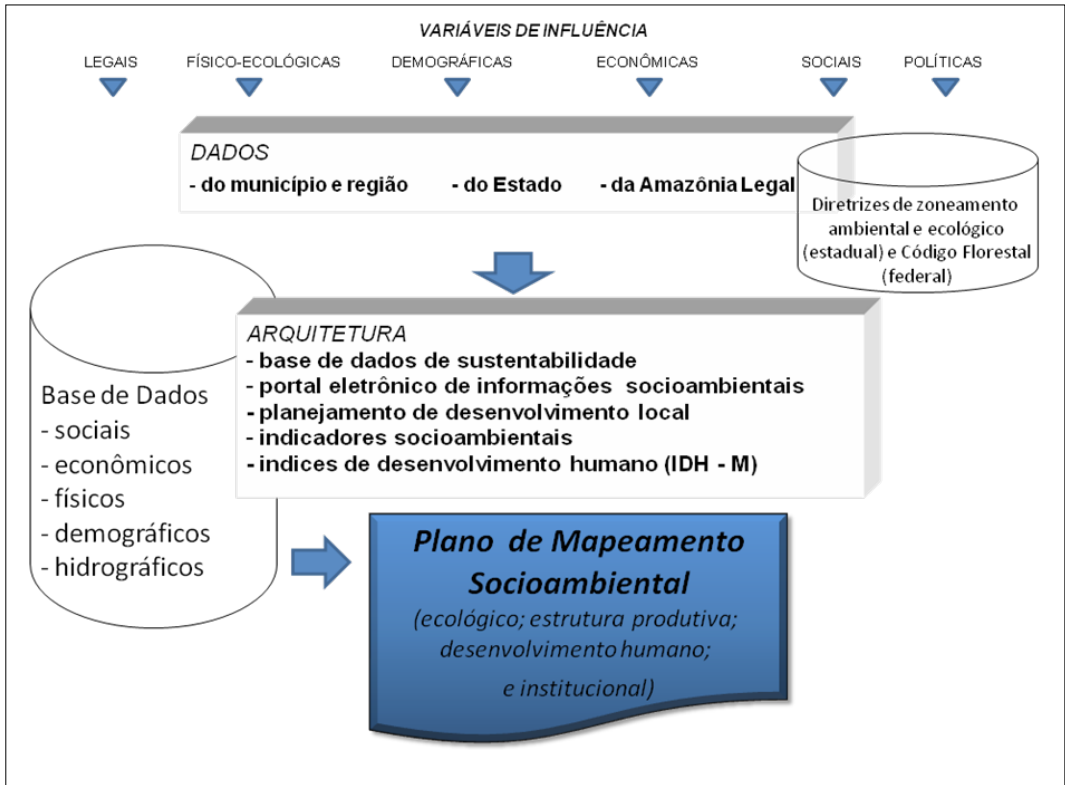 VARIÁVEIS DE INFLUÊNCIA
LEGAIS FÍSICO-ECOLÓGICAS DEMOGRÁFICAS ECONÔMICAS SOCIAIS POLÍTICAS
DADOS
- do município e região - do Estado - da Amazônia Legal
Diretrizes de zoneamento
ambiental e ecológico
(estadual) e Código Florestal
(federal)
ARQUITETURA
- base de dados de sustentabilidade
- portal eletrônico de informações socioambientais
- planejamento de desenvolvimento local
- indicadores socioambientais
- indices de desenvolvimento humano (IDH - M)
Base de Dados
- sociais
- econômicos
- físicos
- demográficos
- hidrográficos
Plano de Mapeamento
Socioambiental
(ecológico; estrutura produtiva;
desenvolvimento humano;
e institucional)